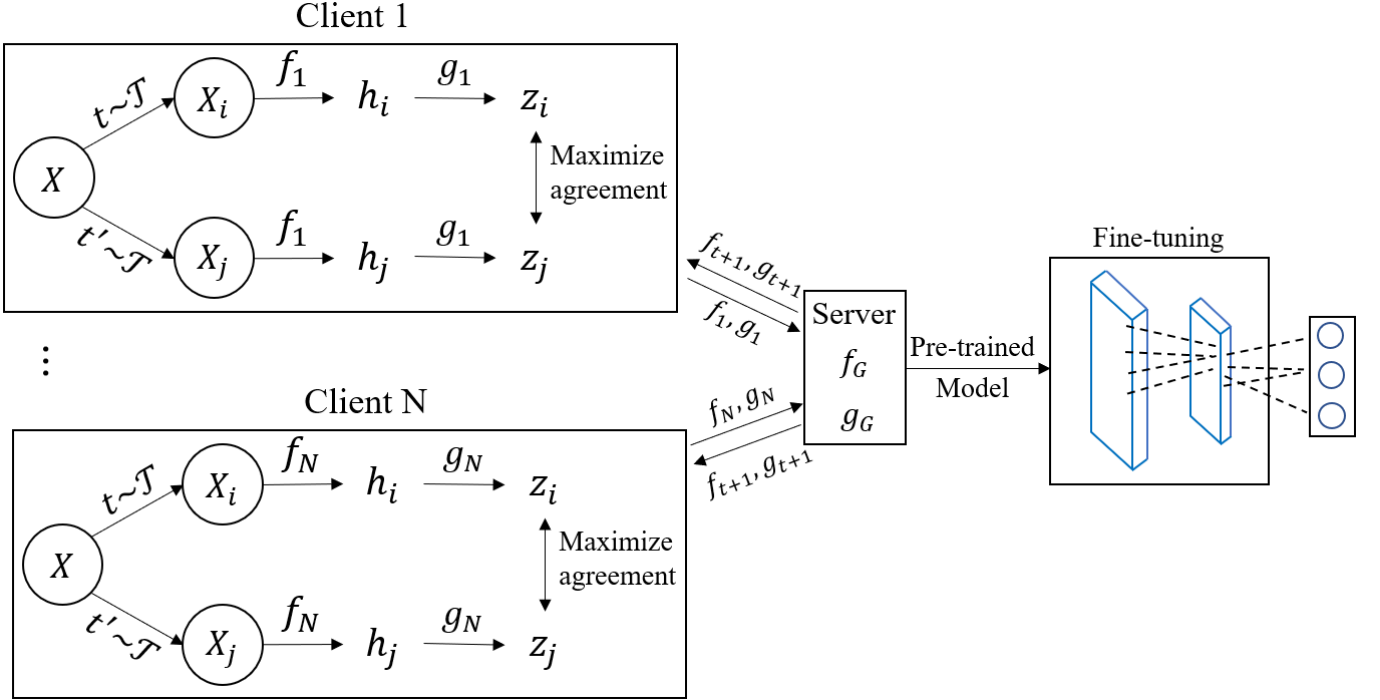 Client 1
t~𝒯
X_i
f_1
h_i
g_1
z_i
X
Maximize
agreement
t'~𝒯
X_j
f_1
h_j
g_1
z_j
⋮
Client N
t~𝒯
X_i
f_N
h_i
g_N
z_i
X
Maximize
agreement
t'~𝒯
X_j
f_N
h_j
g_N
z_j
f_{t+1}, g_{t+1}
f_1, g_1
f_N, g_N
f_{t+1}, g_{t+1}
Server
f_G
g_G
Pre-trained
Model
Fine-tuning